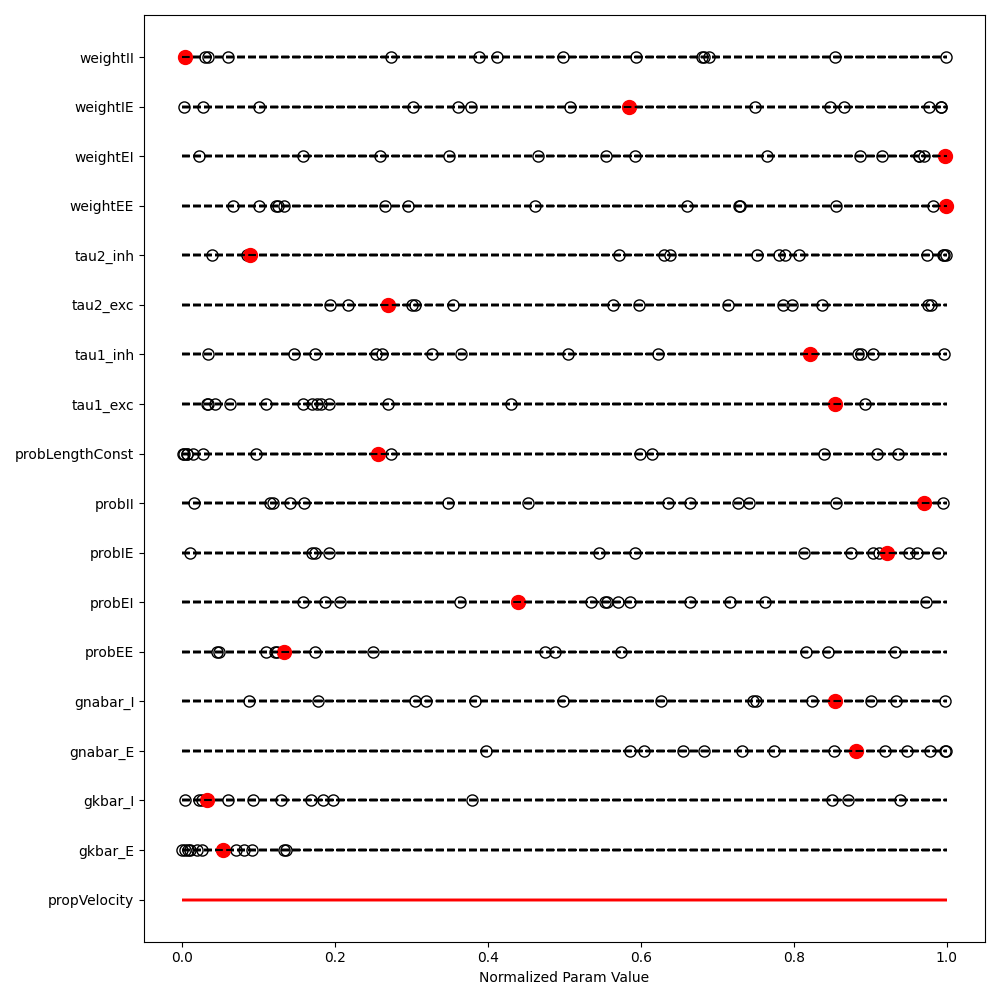 weightII
weightIE
weightEI
weightEE
tau2_inh
tau2_exc
tau1_inh
tau1_exc
probLengthConst
probII
probIE
probEI
probEE
gnabar_I
gnabar_E
gkbar_I
gkbar_E
propVelocity
0.0 0.2 0.4 0.6 0.8 1.0
Normalized Param Value